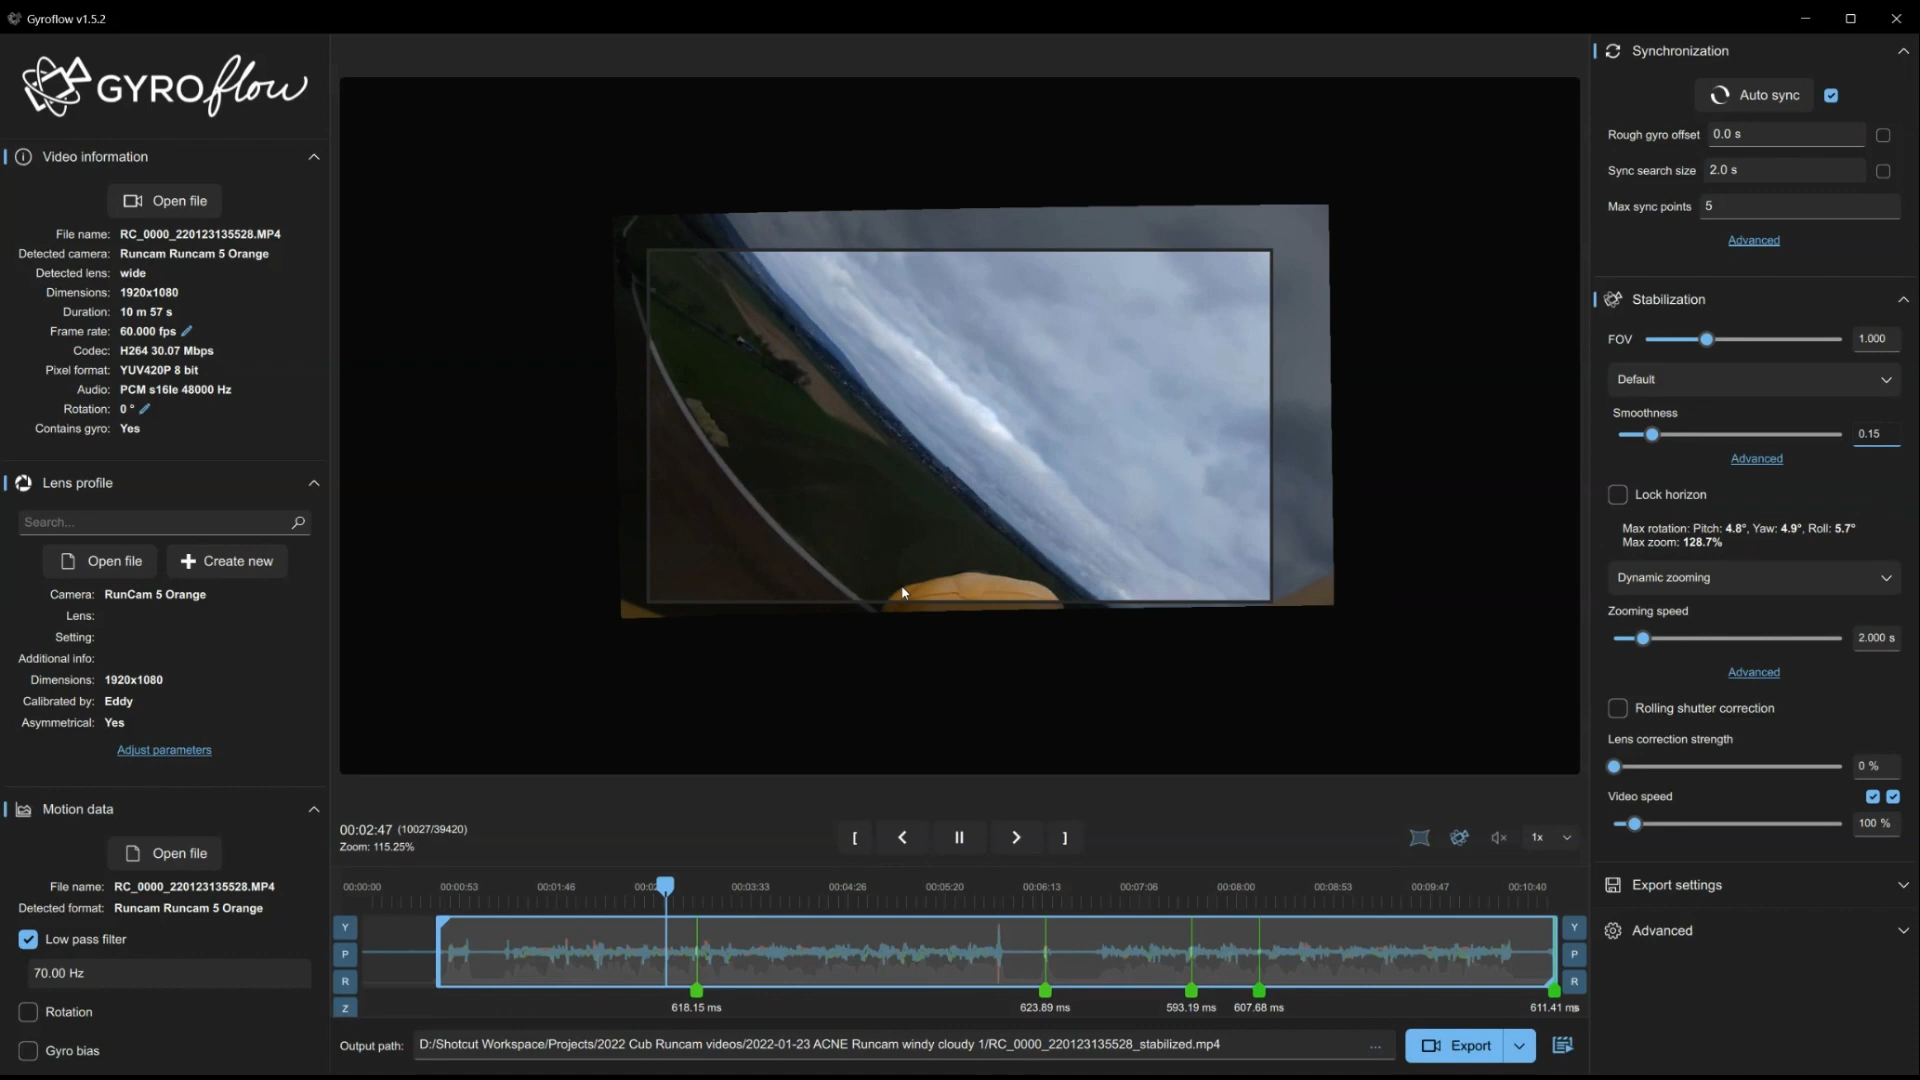 Gyroflow v1.5.2
GYROflow
Video information
Open file
File name: RC_0000_220123135528.MP4
Detected camera: Runcam Runcam 5 Orange
Detected lens: wide
Dimensions: 1920x1080
Duration: 10 m 57 s
Frame rate: 60.000 fps
Codec: H264 30.07 Mbps
Pixel format: YUV420P 8 bit
Audio: PCM s16le 48000 Hz
Rotation: 0 °
Contains gyro: Yes
Lens profile
Search...
Open file
Create new
Camera: RunCam 5 Orange
Lens:
Setting:
Additional info:
Dimensions: 1920x1080
Calibrated by: Eddy
Asymmetrical: Yes
Adjust parameters
Motion data
Open file
File name: RC_0000_220123135528.MP4
Detected format: Runcam Runcam 5 Orange
Low pass filter
70.00 Hz
Rotation
Gyro bias
00:02:47 (10027/39420)
Zoom: 115.25%
[
]
1x
00:00:00 00:00:53 00:01:46 00:02 00:03:33 00:04:26 00:05:20 00:06:13 00:07:06 00:08:00 00:08:53 00:09:47 00:10:40
Y Y
P P
R R
Z
618.15 ms 623.89 ms 593.19 ms 607.68 ms 611.41 ms
Output path: D:/Shotcut Workspace/Projects/2022 Cub Runcam videos/2022-01-23 ACNE Runcam windy cloudy 1/RC_0000_220123135528_stabilized.mp4 ...
Export
Synchronization
Auto sync
Rough gyro offset 0.0 s
Sync search size 2.0 s
Max sync points 5
Advanced
Stabilization
FOV 1.000
Default
Smoothness
0.15
Advanced
Lock horizon
Max rotation: Pitch: 4.8°, Yaw: 4.9°, Roll: 5.7°
Max zoom: 128.7%
Dynamic zooming
Zooming speed
2.000 s
Advanced
Rolling shutter correction
Lens correction strength
0 %
Video speed
100 %
Export settings
Advanced